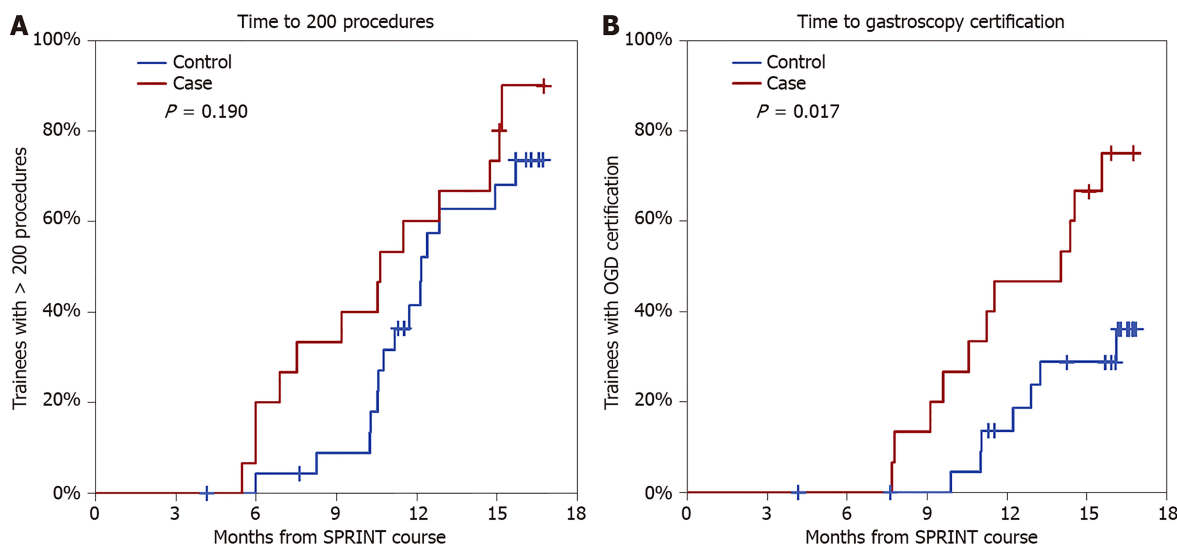 A
Time to 200 procedures
Control
Case
P = 0.190
Trainees with > 200 procedures
100%
80%
60%
40%
20%
0%
0 3 6 9 11 15 18
Months from SPRINT course
B
Time to gastroscopy certification
Control
Case
P = 0.017
Trainees with OGD certification
100%
80%
60%
40%
20%
0%
0 3 6 9 11 15 18
Months from SPRINT course